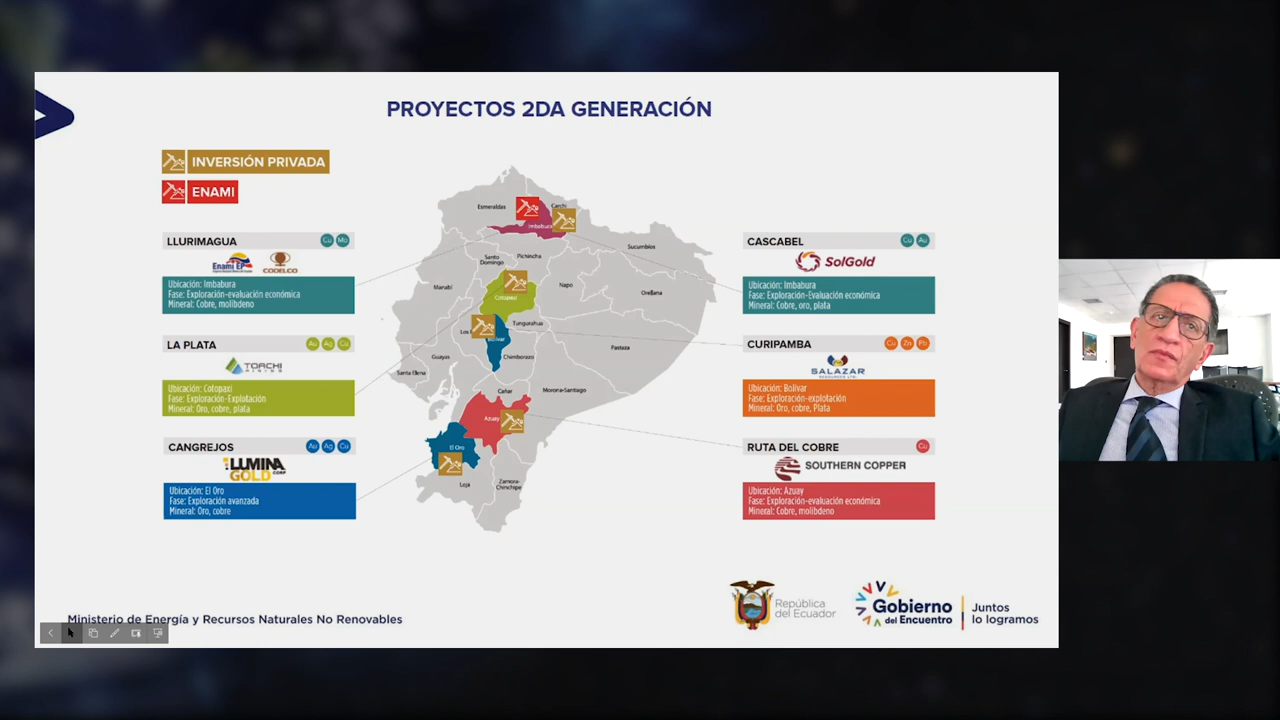 PROYECTOS 2DA GENERACIÓN
INVERSIÓN PRIVADA
ENAMI
LLURIMAGUA
Cu Mo
Enami EP
CODELCO
Ubicación: Imbabura
Fase: Exploración-evaluación económica
Mineral: Cobre, molibdeno
LA PLATA
Au Ag Cu
TOACHI
MINING
Ubicación: Cotopaxi
Fase: Exploración-Explotación
Mineral: Oro, cobre, plata
CANGREJOS
Au Ag Cu
LUMINA
GOLD CORP
Ubicación: El Oro
Fase: Exploración avanzada
Mineral: Oro, cobre
Esmeraldas
Carchi
Imbabura
Sucumbios
Santo
Domingo
Pichincha
Manabí
Napo
Orellana
Cotopaxi
Los
Tungurahua
Bolívar
Pastaza
Guayas
Chimborazo
Santa Elena
Cañar
Morona-Santiago
Azuay
El Oro
Loja
Zamora-
Chinchipe
CASCABEL
Cu Au
SolGold
Ubicación: Imbabura
Fase: Exploración-Evaluación económica
Mineral: Cobre, oro, plata
CURIPAMBA
Cu Zn Pb
SALAZAR
RESOURCES LTD.
Ubicación: Bolívar
Fase: Exploración-explotación
Mineral: Oro, cobre, Plata
RUTA DEL COBRE
Cu
SOUTHERN COPPER
Ubicación: Azuay
Fase: Exploración-evaluación económica
Mineral: Cobre, molibdeno
Ministerio de Energía y Recursos Naturales No Renovables
República
del Ecuador
Gobierno
del Encuentro
Juntos
lo logramos